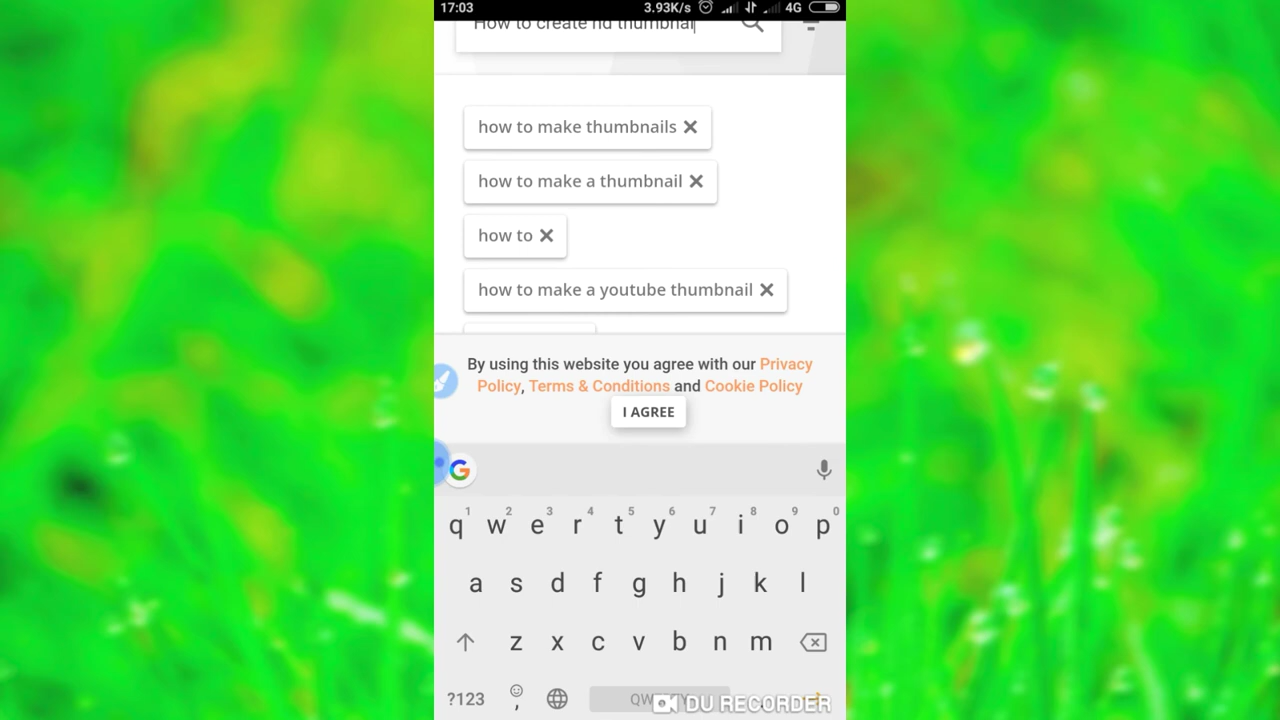 17:03 3.93K/s 4G
How to create hd thumbnai
how to make thumbnails
how to make a thumbnail
how to
how to make a youtube thumbnail
By using this website you agree with our Privacy
Policy, Terms & Conditions and Cookie Policy
I AGREE
G
1 2 3 4 5 6 7 8 9 0
q w e r t y u i o p
a s d f g h j k l
z x c v b n m
?123 , QWERTY .
DU RECORDER